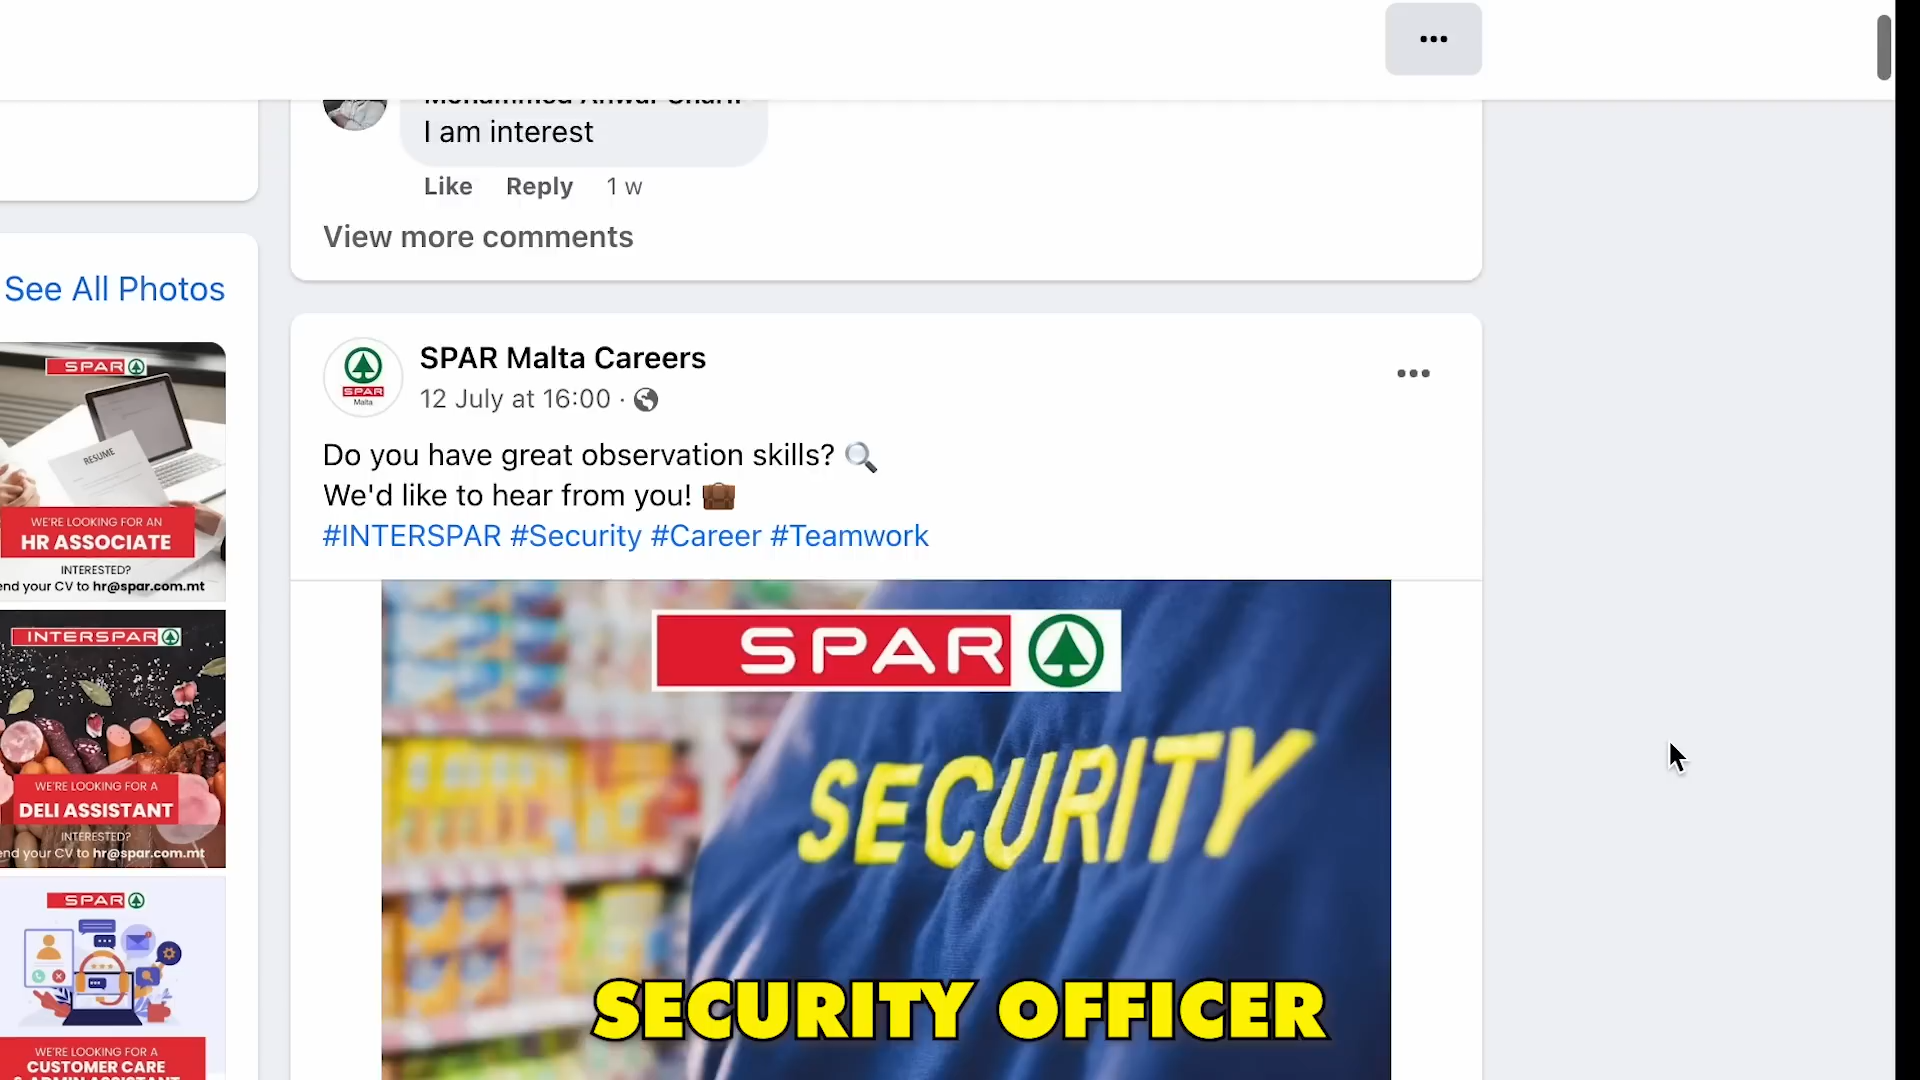 I am interest
Like Reply 1 w
View more comments
See All Photos
SPAR
RESUME
WE'RE LOOKING FOR AN
HR ASSOCIATE
INTERESTED?
end your CV to hr@spar.com.mt
INTERSPAR
WE'RE LOOKING FOR A
DELI ASSISTANT
INTERESTED?
end your CV to hr@spar.com.mt
SPAR
WE'RE LOOKING FOR A
CUSTOMER CARE
SPAR
Malta
SPAR Malta Careers
12 July at 16:00 ·
Do you have great observation skills?
We'd like to hear from you!
#INTERSPAR #Security #Career #Teamwork
SPAR
SECURITY
SECURITY OFFICER